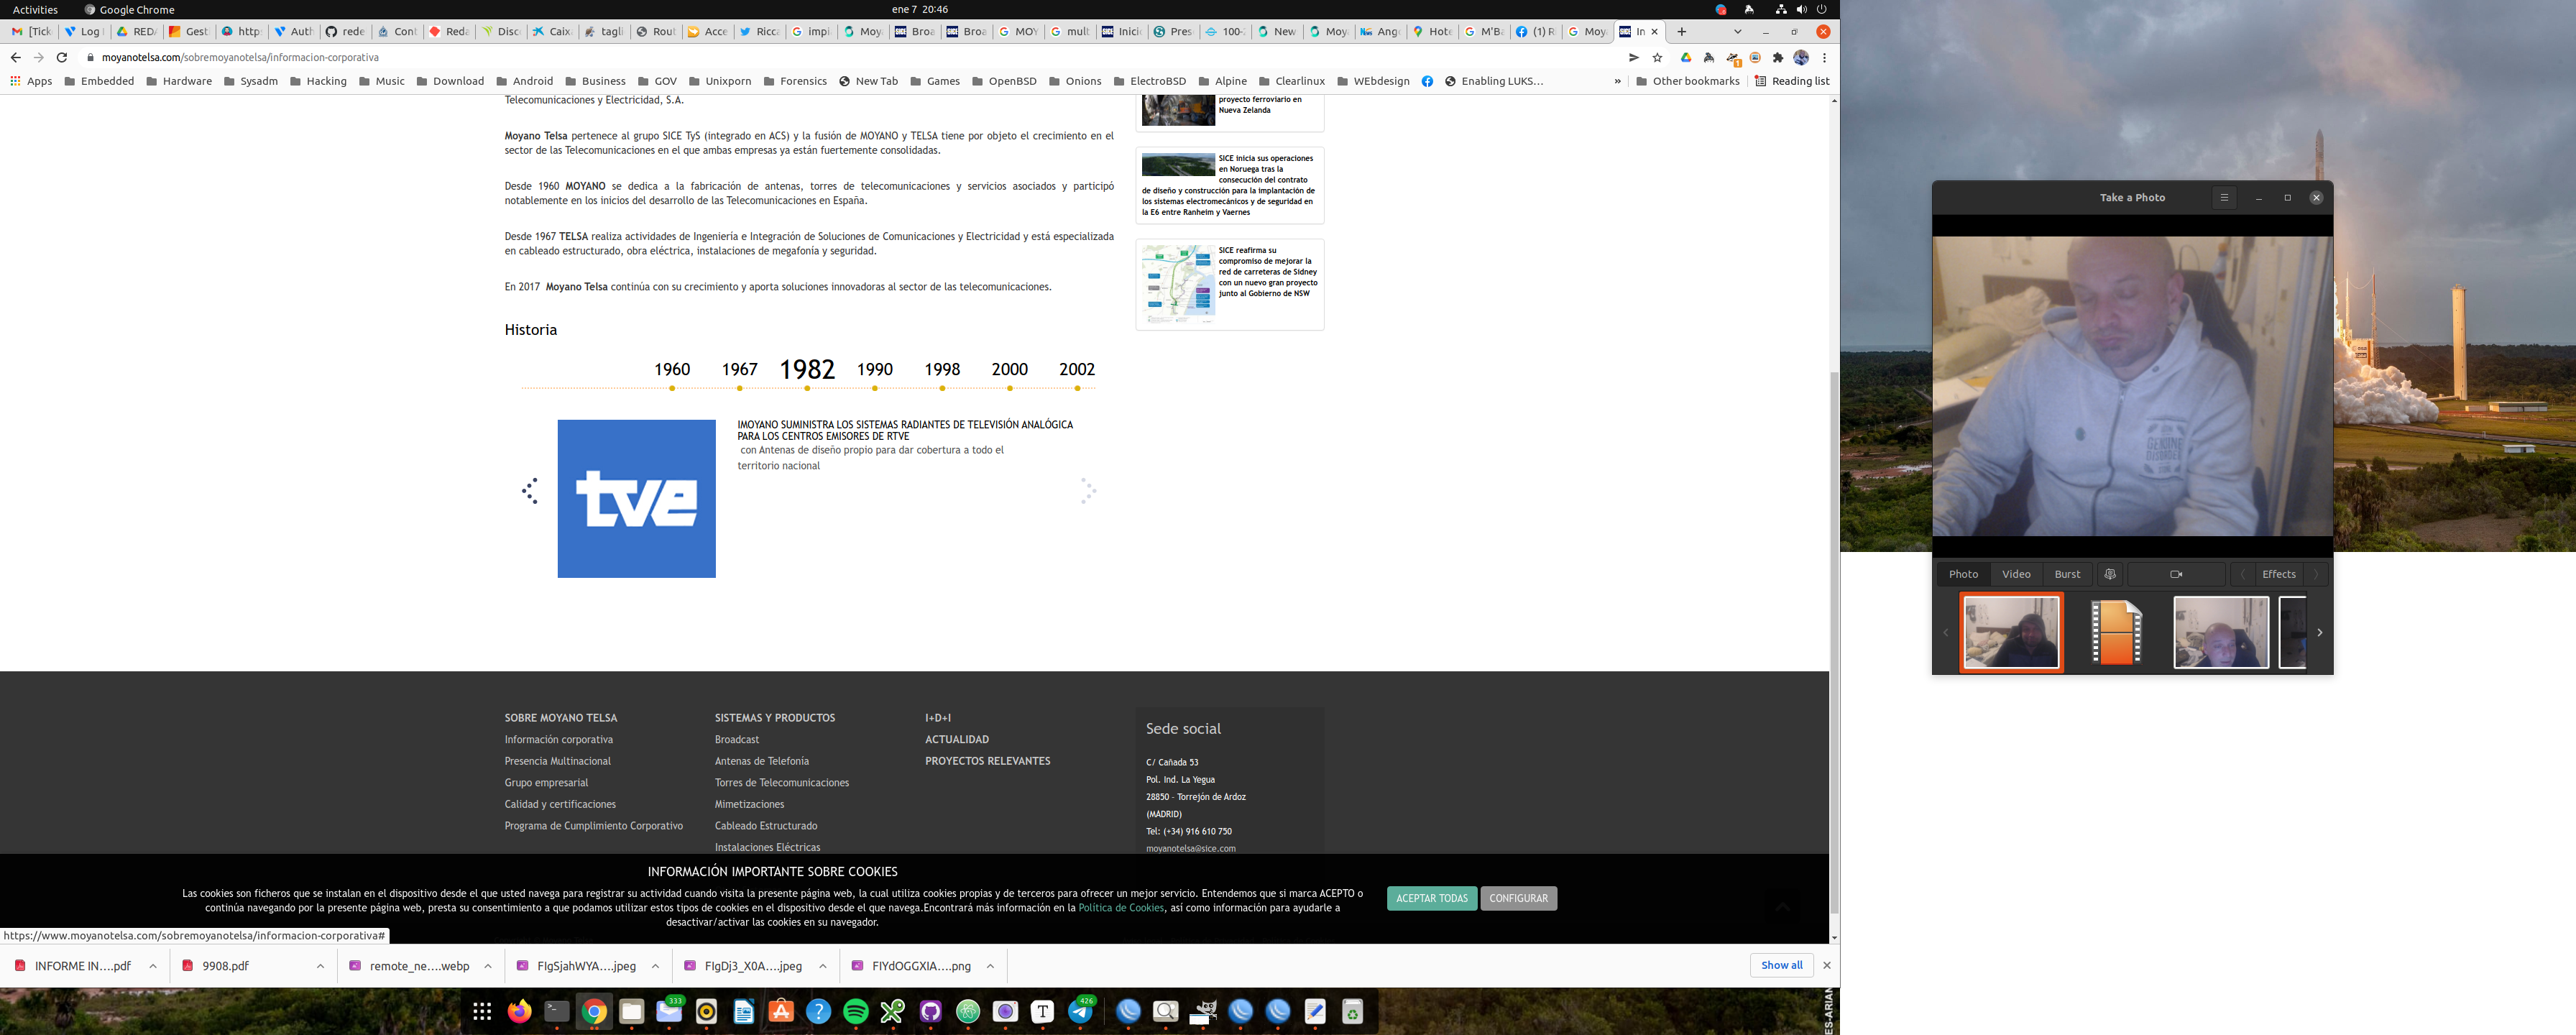 Activities
Google Chrome
ene 7 20:46
[Tick
Log
RED/
Gest
http:
Auth
rede
Cont
Reda
Disc
Caix
tagli
Rout
Acce
Ricc
impl
Moy
Broa
Broa
MOY
mult
Inici
Pres
100-
New
Moy
Ang
Hote
M'B
(1) R
Moy
In
moyanotelsa.com/sobremoyanotelsa/informacion-corporativa
Apps
Embedded
Hardware
Sysadm
Hacking
Music
Download
Android
Business
GOV
Unixporn
Forensics
New Tab
Games
OpenBSD
Onions
ElectroBSD
Alpine
Clearlinux
WEbdesign
Enabling LUKS...
»
Other bookmarks
Reading list
Telecomunicaciones y Electricidad, S.A.
Moyano Telsa pertenece al grupo SICE TyS (integrado en ACS) y la fusión de MOYANO y TELSA tiene por objeto el crecimiento en el
sector de las Telecomunicaciones en el que ambas empresas ya están fuertemente consolidadas.
Desde 1960 MOYANO se dedica a la fabricación de antenas, torres de telecomunicaciones y servicios asociados y participó
notablemente en los inicios del desarrollo de las Telecomunicaciones en España.
Desde 1967 TELSA realiza actividades de Ingeniería e Integración de Soluciones de Comunicaciones y Electricidad y está especializada
en cableado estructurado, obra eléctrica, instalaciones de megafonía y seguridad.
En 2017 Moyano Telsa continúa con su crecimiento y aporta soluciones innovadoras al sector de las telecomunicaciones.
proyecto ferroviario en
Nueva Zelanda
SICE inicia sus operaciones
en Noruega tras la
consecución del contrato
de diseño y construcción para la implantación de
los sistemas electromecánicos y de seguridad en
la E6 entre Ranheim y Vaernes
SICE reafirma su
compromiso de mejorar la
red de carreteras de Sidney
con un nuevo gran proyecto
junto al Gobierno de NSW
Historia
1960
1967
1982
1990
1998
2000
2002
tve
IMOYANO SUMINISTRA LOS SISTEMAS RADIANTES DE TELEVISIÓN ANALÓGICA
PARA LOS CENTROS EMISORES DE RTVE
con Antenas de diseño propio para dar cobertura a todo el
territorio nacional
SOBRE MOYANO TELSA
Información corporativa
Presencia Multinacional
Grupo empresarial
Calidad y certificaciones
Programa de Cumplimiento Corporativo
SISTEMAS Y PRODUCTOS
Broadcast
Antenas de Telefonía
Torres de Telecomunicaciones
Mimetizaciones
Cableado Estructurado
Instalaciones Eléctricas
I+D+I
ACTUALIDAD
PROYECTOS RELEVANTES
Sede social
C/ Cañada 53
Pol. Ind. La Yegua
28850 - Torrejón de Ardoz
(MADRID)
Tel: (+34) 916 610 750
moyanotelsa@sice.com
INFORMACIÓN IMPORTANTE SOBRE COOKIES
Las cookies son ficheros que se instalan en el dispositivo desde el que usted navega para registrar su actividad cuando visita la presente página web, la cual utiliza cookies propias y de terceros para ofrecer un mejor servicio. Entendemos que si marca ACEPTO o
continúa navegando por la presente página web, presta su consentimiento a que podamos utilizar estos tipos de cookies en el dispositivo desde el que navega.Encontrará más información en la Política de Cookies, así como información para ayudarle a
desactivar/activar las cookies en su navegador.
ACEPTAR TODAS
CONFIGURAR
https://www.moyanotelsa.com/sobremoyanotelsa/informacion-corporativa#
INFORME IN....pdf
9908.pdf
remote_ne....webp
FIgSjahWYA....jpeg
FIgDj3_X0A....jpeg
FIYdOGGXIA....png
Show all
333
426
Take a Photo
GENUINE
Photo
Video
Burst
Effects
ES-ARIAN